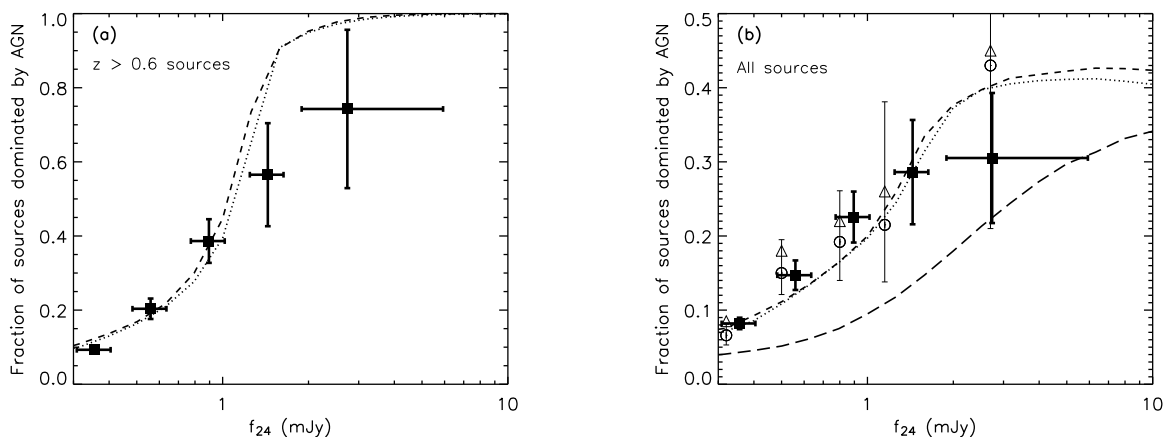 Fraction of sources dominated by AGN
1.0
0.8
0.6
0.4
0.2
0.0
(a)
z > 0.6 sources
1
10
f24 (mJy)
Fraction of sources dominated by AGN
0.5
0.4
0.3
0.2
0.1
0.0
(b)
All sources
1
10
f24 (mJy)